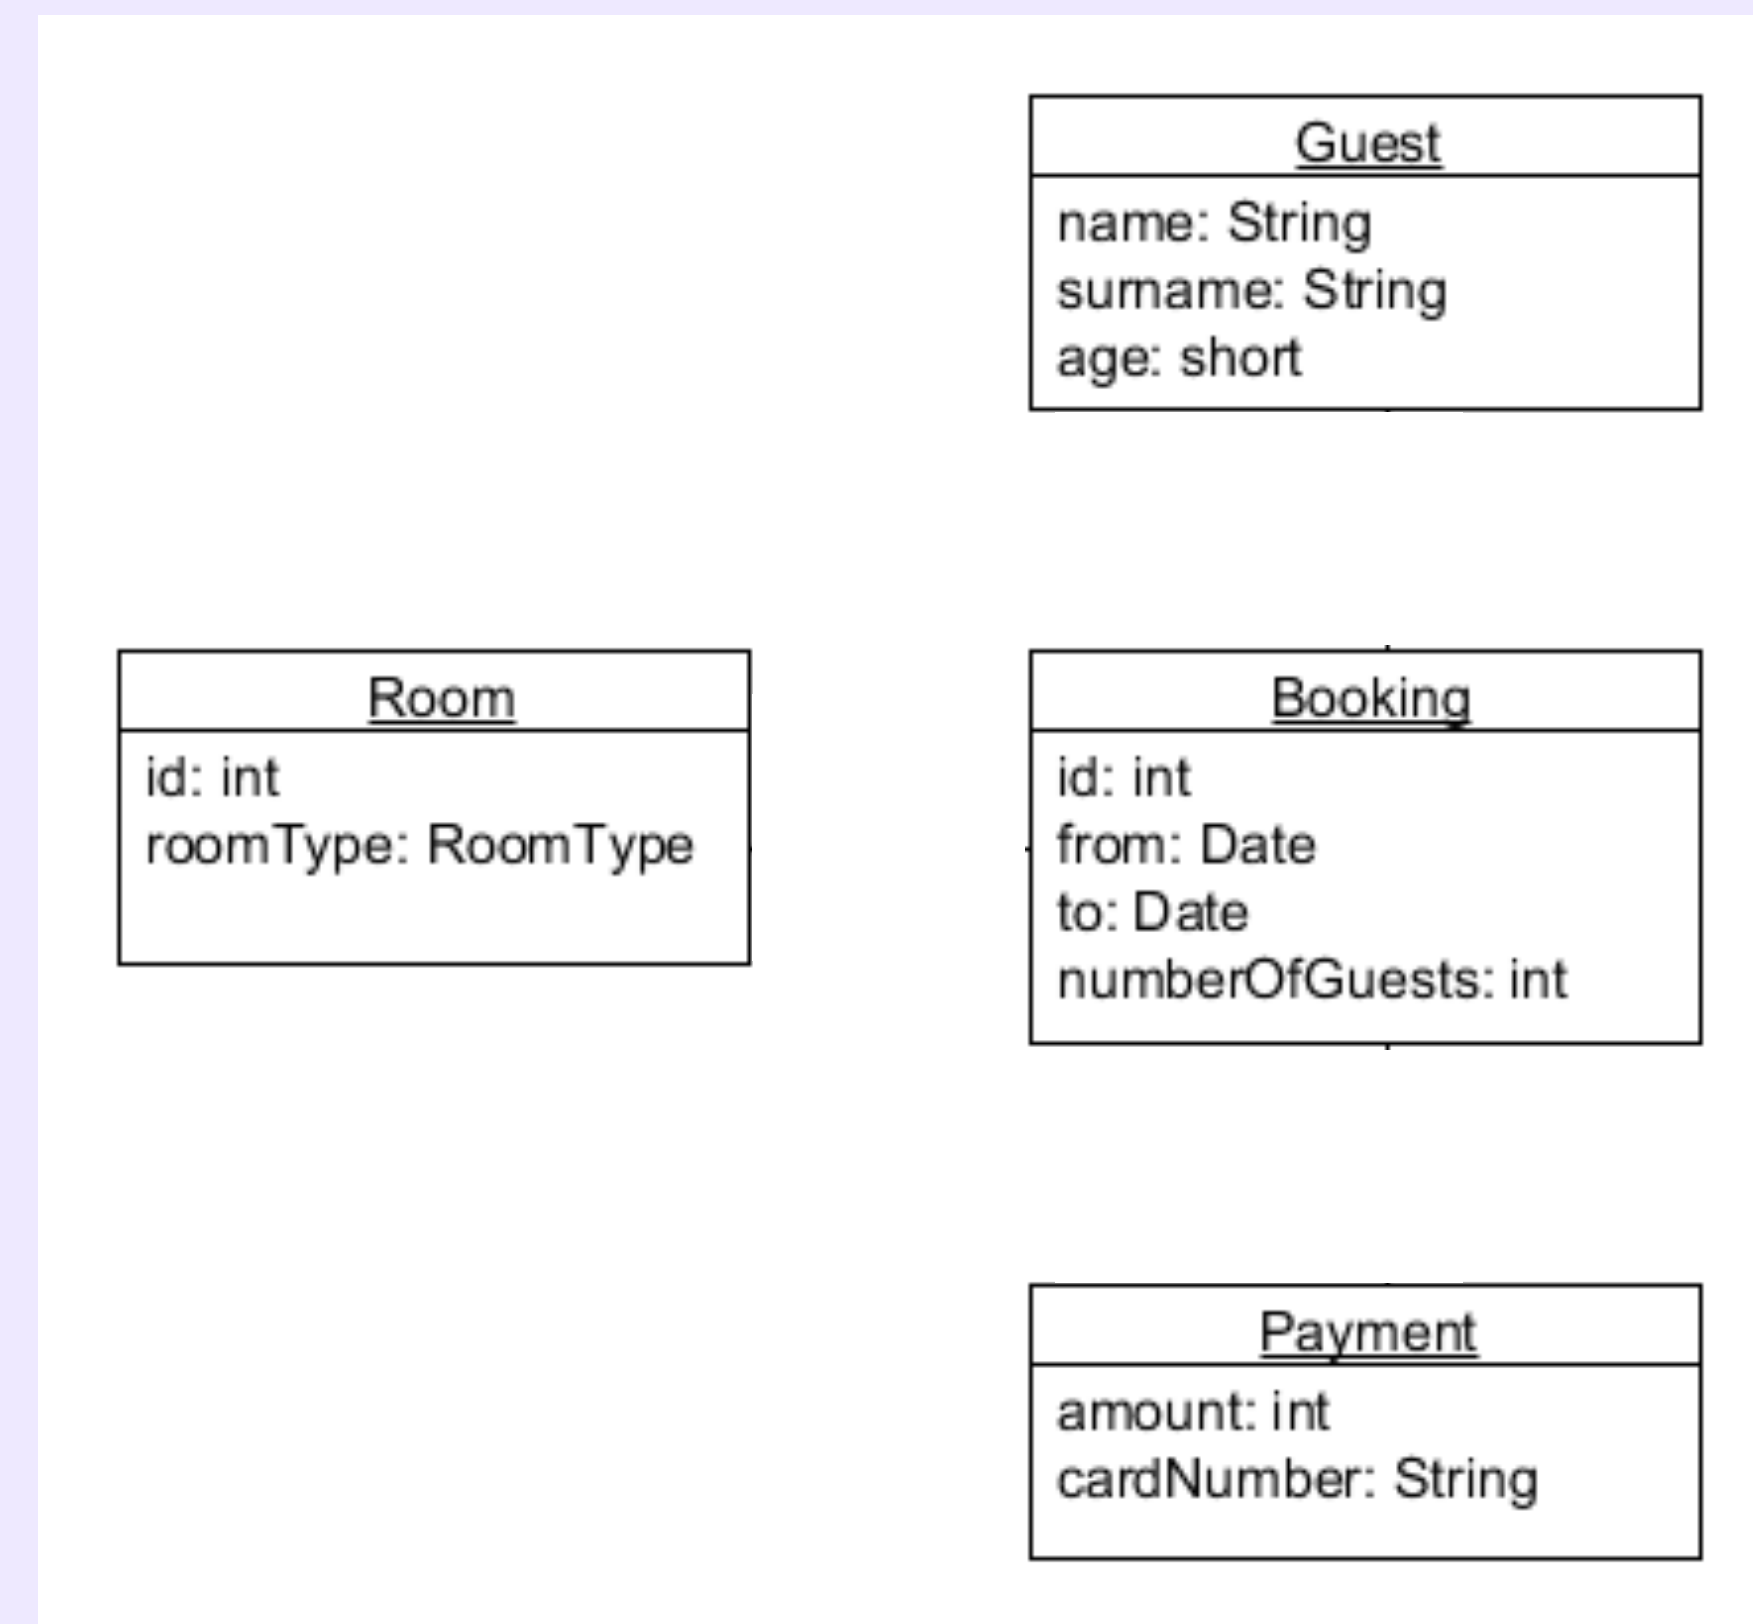 Guest
name: String
surname: String
age: short
Room
id: int
roomType: RoomType
Booking
id: int
from: Date
to: Date
numberOfGuests: int
Payment
amount: int
cardNumber: String